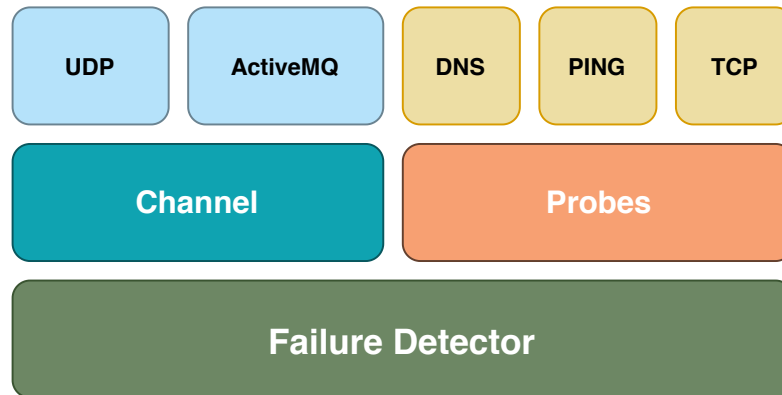 UDP
ActiveMQ
DNS
PING
TCP
Channel
Probes
Failure Detector